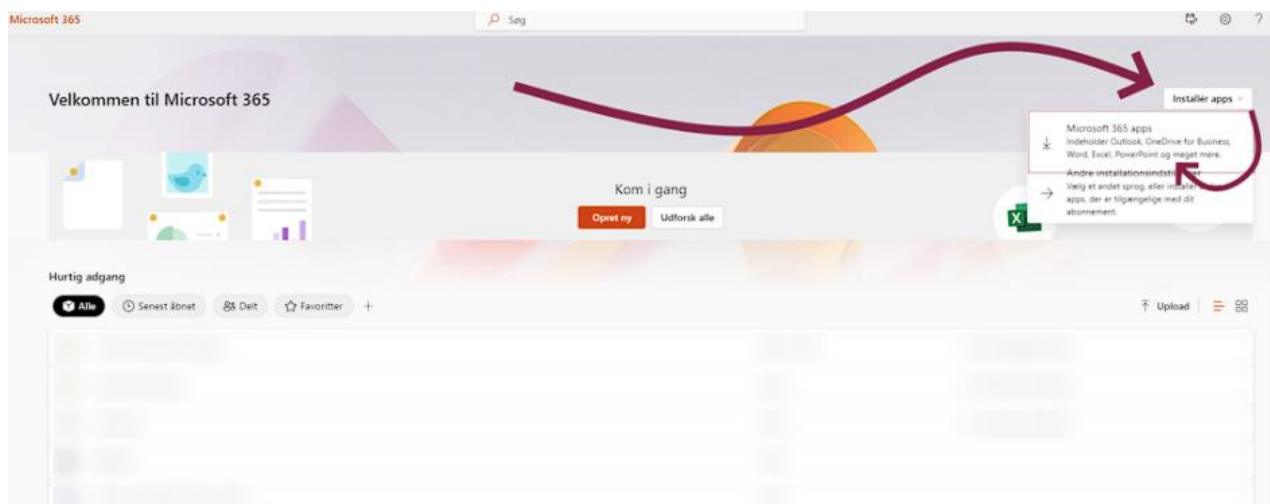 Microsoft 365
Søg
?
Velkommen til Microsoft 365
Installér apps
Microsoft 365 apps
Indeholder Outlook, OneDrive for Business,
Word, Excel, PowerPoint og meget mere.
Andre
Vælg et andet sprog, eller
apps, der er tilgængelige med dit
abonnement.
Kom i gang
Opret ny
Udforsk alle
X
Hurtig adgang
Alle
Senest åbnet
Delt
Favoritter
+
Upload